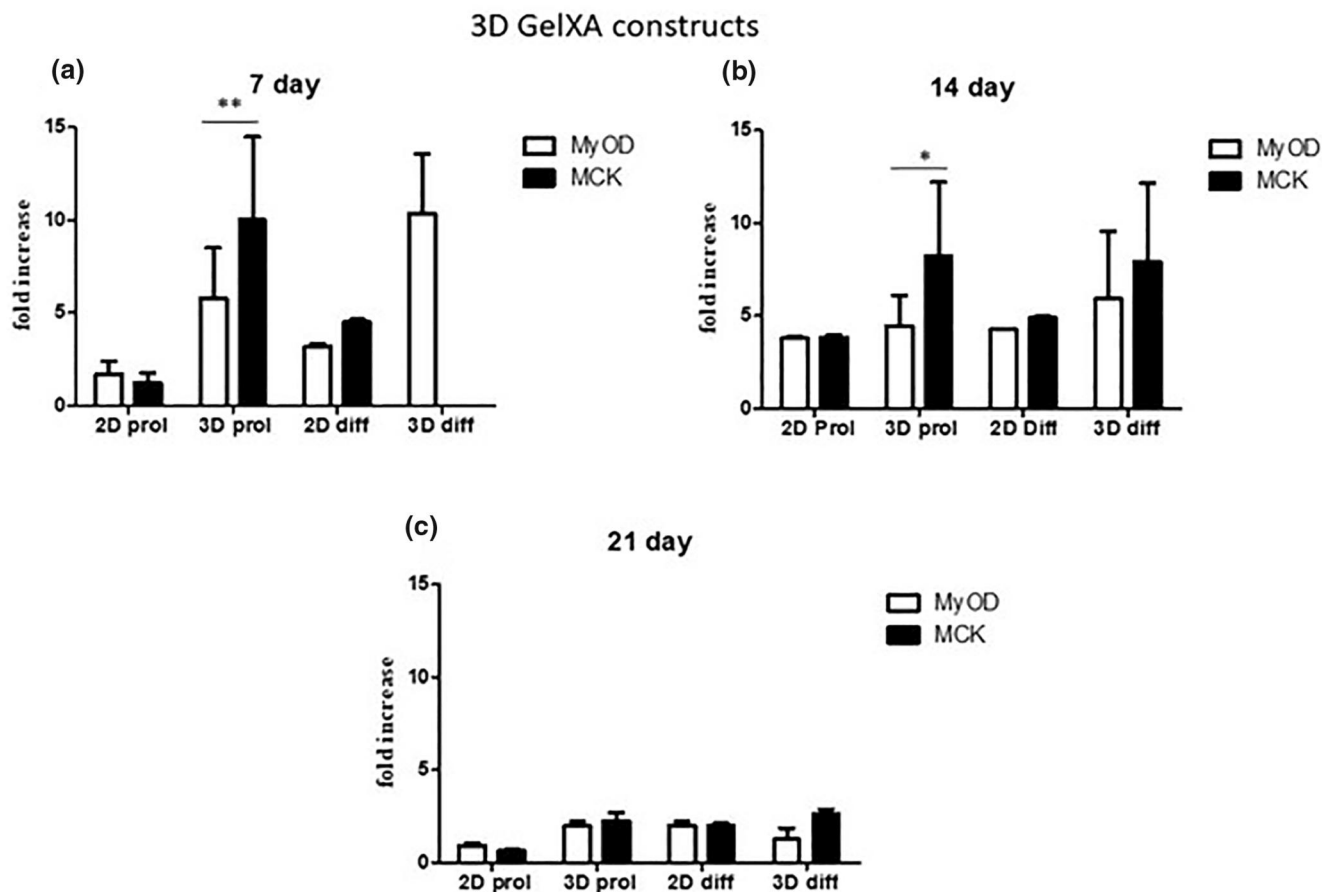 3D GelXA constructs
(a)
7 day
**
15
10
5
0
fold increase
2D prol 3D prol 2D diff 3D diff
MyOD
MCK
(b)
14 day
*
15
10
5
0
fold increase
2D Prol 3D prol 2D Diff 3D diff
MyOD
MCK
(c)
21 day
15
10
5
0
fold increase
2D prol 3D prol 2D diff 3D diff
MyOD
MCK